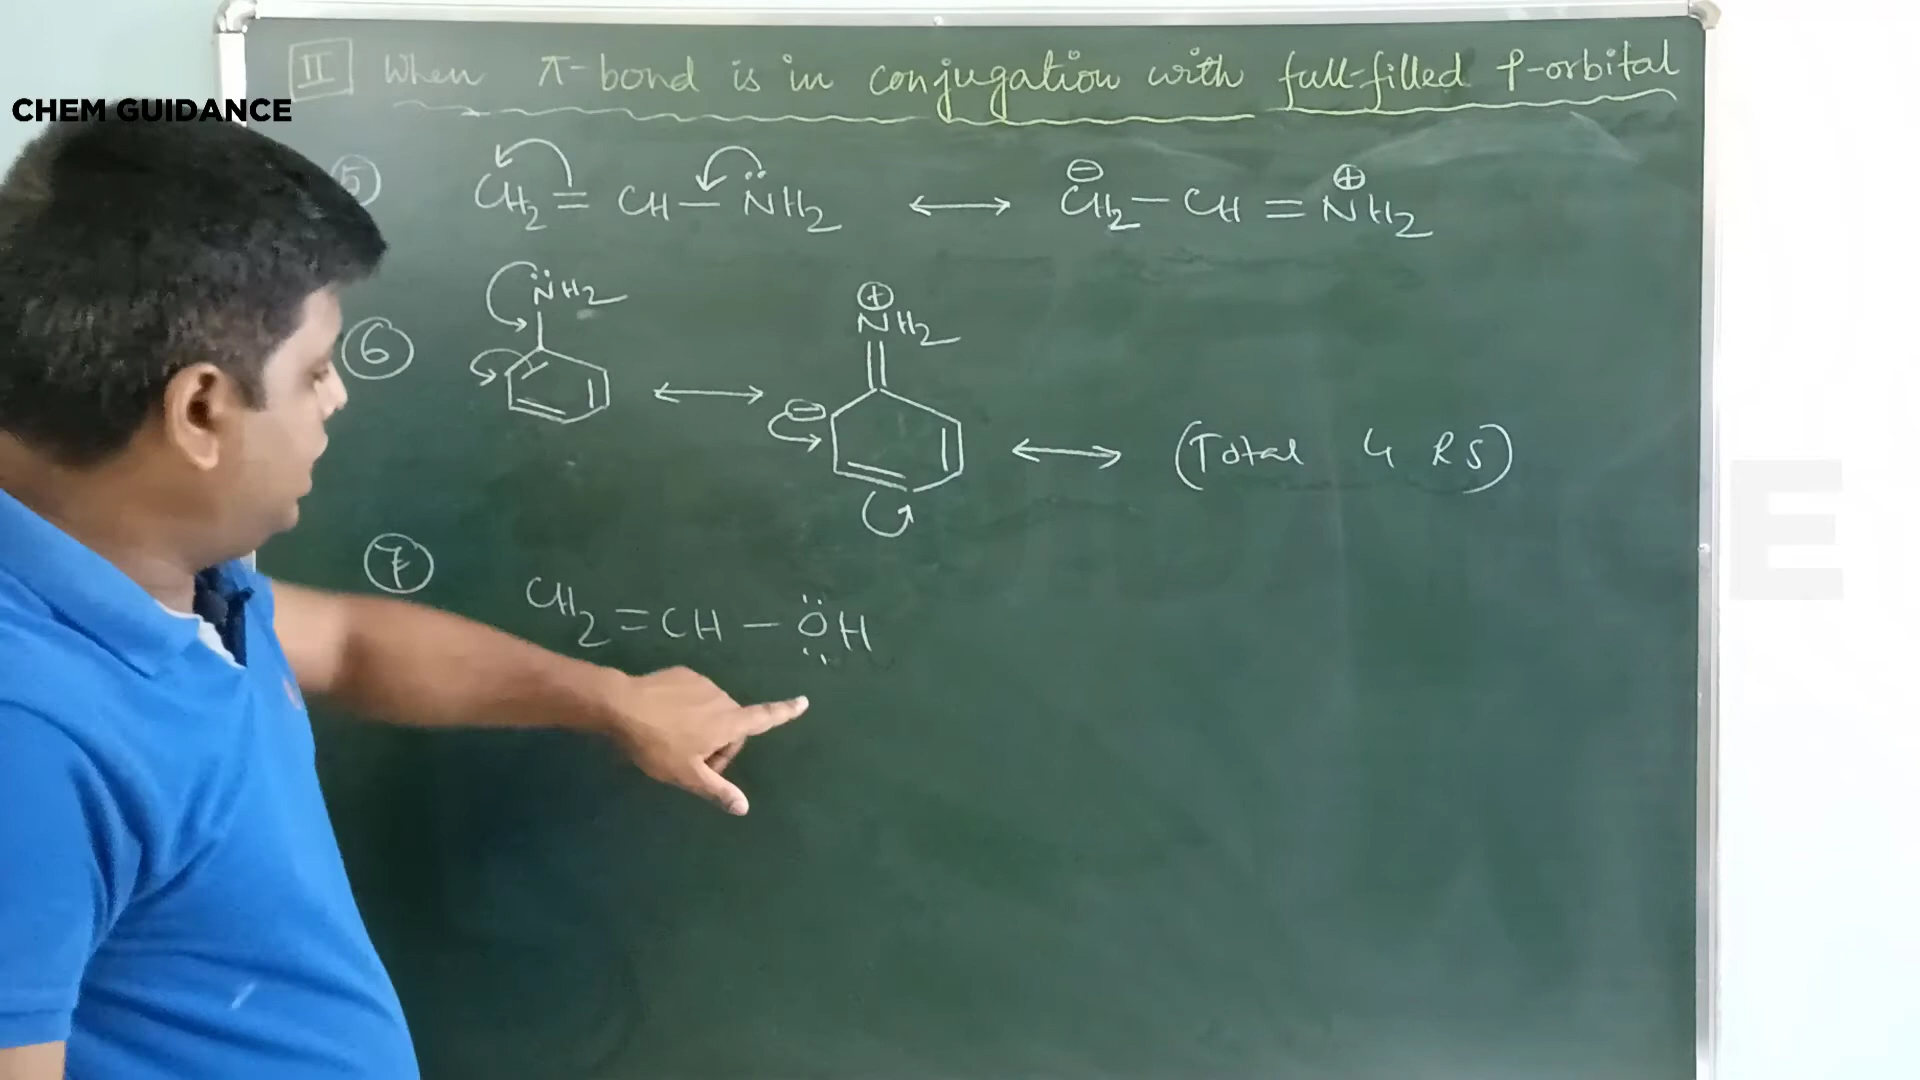 II When π-bond is in conjugation with full-filled P-orbital
CHEM GUIDANCE
5 CH2 = CH – N̈H2 ⟷ ⊖CH2 – CH = ⊕NH2
N̈H2 ⊕NH2
6 ⟷ ⊖ ⟷ (Total 4 RS)
7 CH2 = CH – ÖH
E